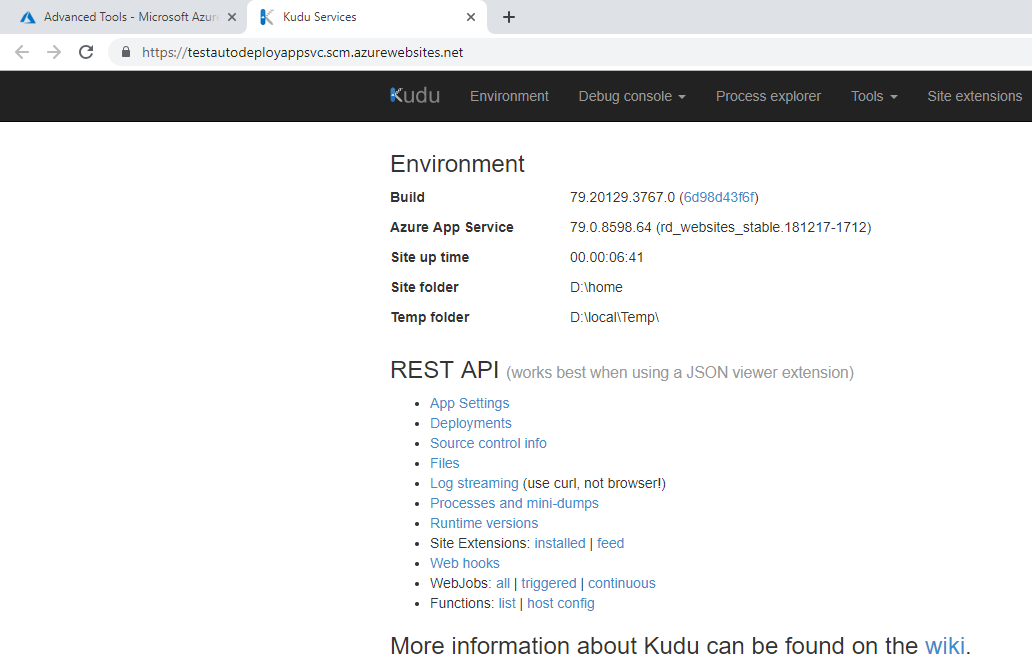 Advanced Tools - Microsoft Azur
Kudu Services
https://testautodeployappsvc.scm.azurewebsites.net
Kudu Environment Debug console Process explorer Tools Site extensions
Environment
Build 79.20129.3767.0 (6d98d43f6f)
Azure App Service 79.0.8598.64 (rd_websites_stable.181217-1712)
Site up time 00.00:06:41
Site folder D:\home
Temp folder D:\local\Temp\
REST API (works best when using a JSON viewer extension)
• App Settings
• Deployments
• Source control info
• Files
• Log streaming (use curl, not browser!)
• Processes and mini-dumps
• Runtime versions
• Site Extensions: installed | feed
• Web hooks
• WebJobs: all | triggered | continuous
• Functions: list | host config
More information about Kudu can be found on the wiki.